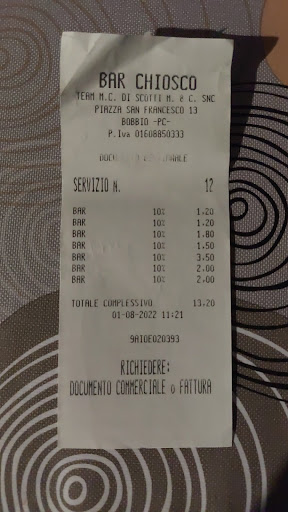 BAR CHIOSCO
TEAM M.C. DI SCOTTI M. & C. SNC
PIAZZA SAN FRANCESCO 13
BOBBIO -PC-
P.Iva 01608850333
SERVIZIO N. 12
BAR 10% 1.20
BAR 10% 1.20
BAR 10% 1.80
BAR 10% 1.50
BAR 10% 3.50
BAR 10% 2.00
BAR 10% 2.00
TOTALE COMPLESSIVO 13.20
01-08-2022 11:21
9AIOE020393
RICHIEDERE:
DOCUMENTO COMMERCIALE o FATTURA